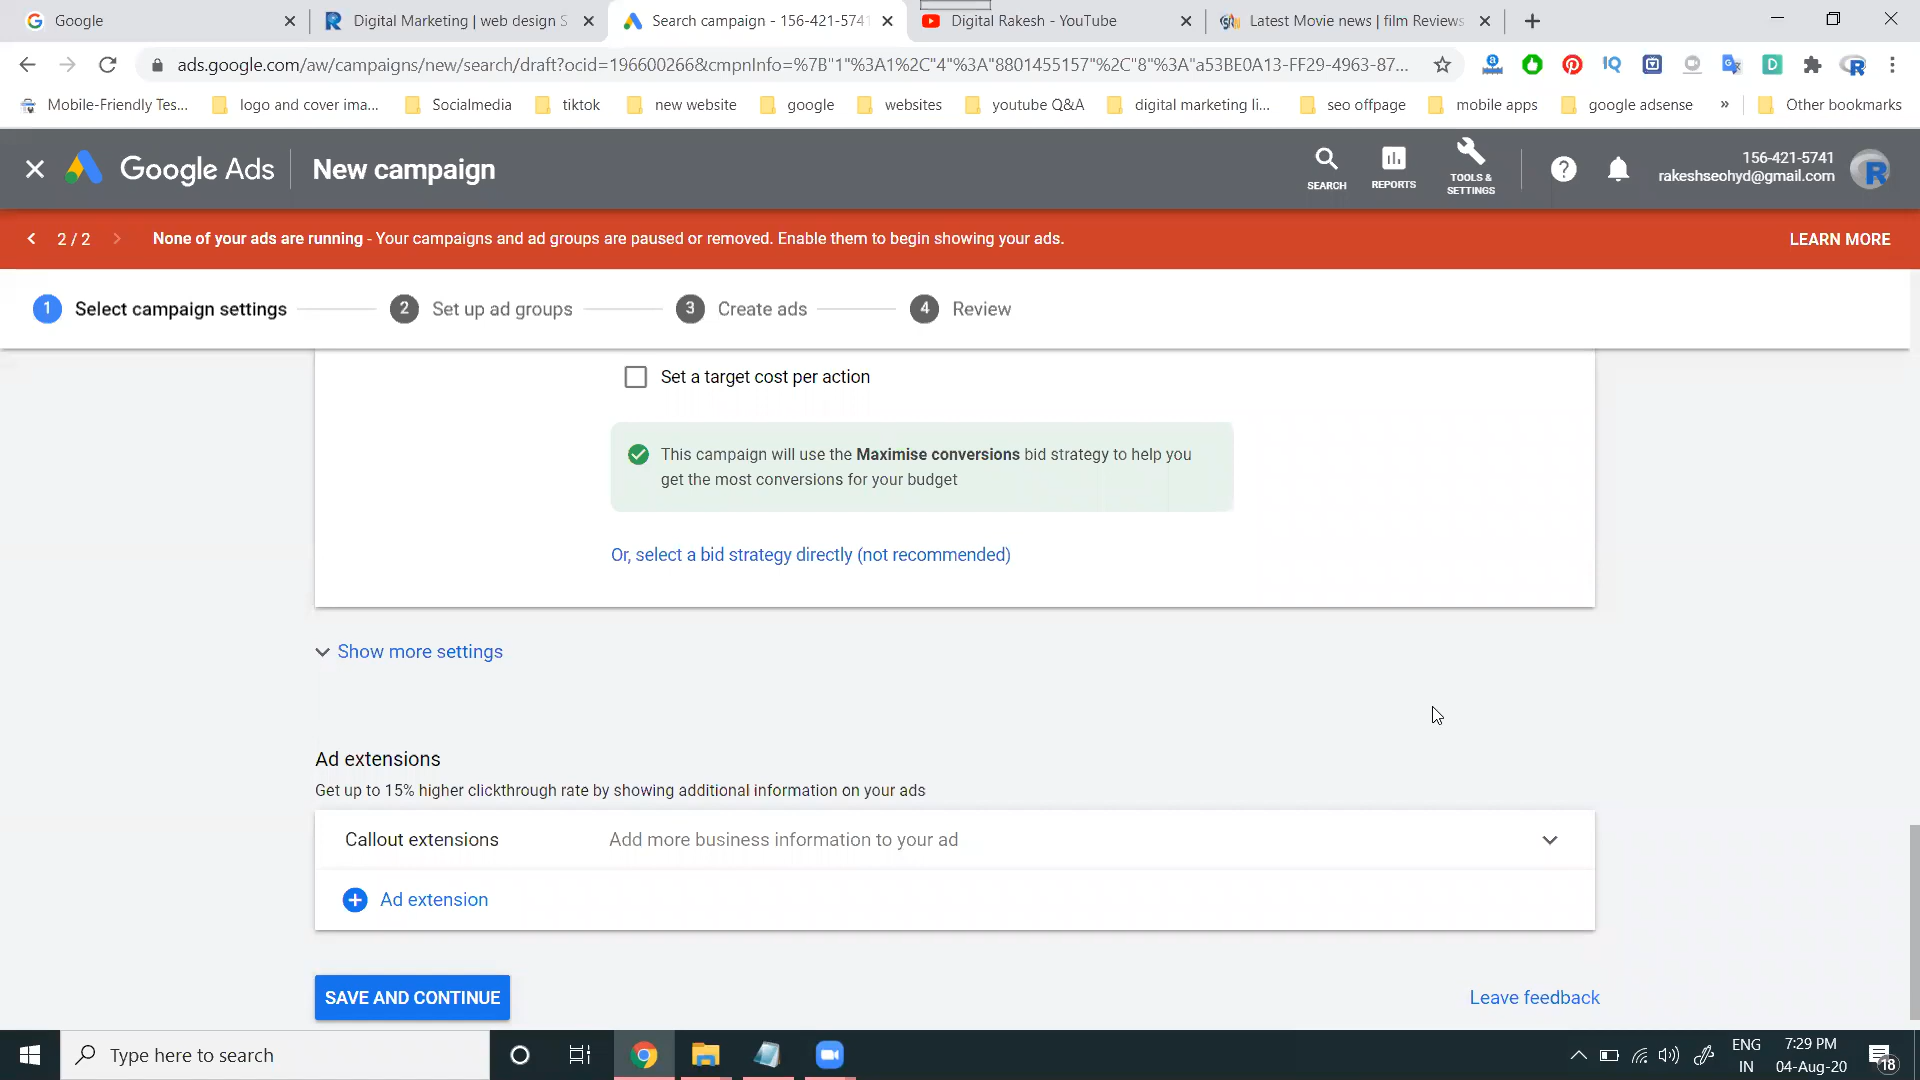 Google
Digital Marketing | web design S
Search campaign - 156-421-5741
Digital Rakesh - YouTube
Latest Movie news | film Reviews
ads.google.com/aw/campaigns/new/search/draft?ocid=196600266&cmpnInfo=%7B"1"%3A1%2C"4"%3A"8801455157"%2C"8"%3A"a53BE0A13-FF29-4963-87...
Mobile-Friendly Tes...
logo and cover ima...
Socialmedia
tiktok
new website
google
websites
youtube Q&A
digital marketing li...
seo offpage
mobile apps
google adsense
»
Other bookmarks
Google Ads
New campaign
SEARCH
REPORTS
TOOLS &
SETTINGS
156-421-5741
rakeshseohyd@gmail.com
2 / 2
None of your ads are running - Your campaigns and ad groups are paused or removed. Enable them to begin showing your ads.
LEARN MORE
1 Select campaign settings
2 Set up ad groups
3 Create ads
4 Review
Set a target cost per action
This campaign will use the Maximise conversions bid strategy to help you
get the most conversions for your budget
Or, select a bid strategy directly (not recommended)
Show more settings
Ad extensions
Get up to 15% higher clickthrough rate by showing additional information on your ads
Callout extensions
Add more business information to your ad
Ad extension
SAVE AND CONTINUE
Leave feedback
Type here to search
ENG
IN
7:29 PM
04-Aug-20
18